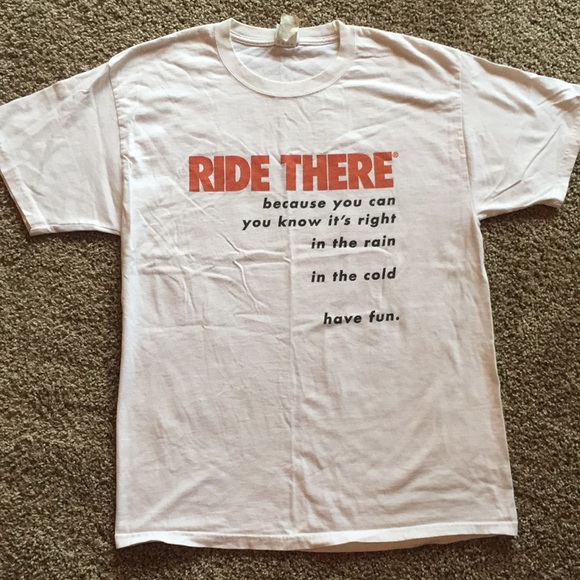 RIDE THERE®
because you can
you know it's right
in the rain
in the cold
have fun.